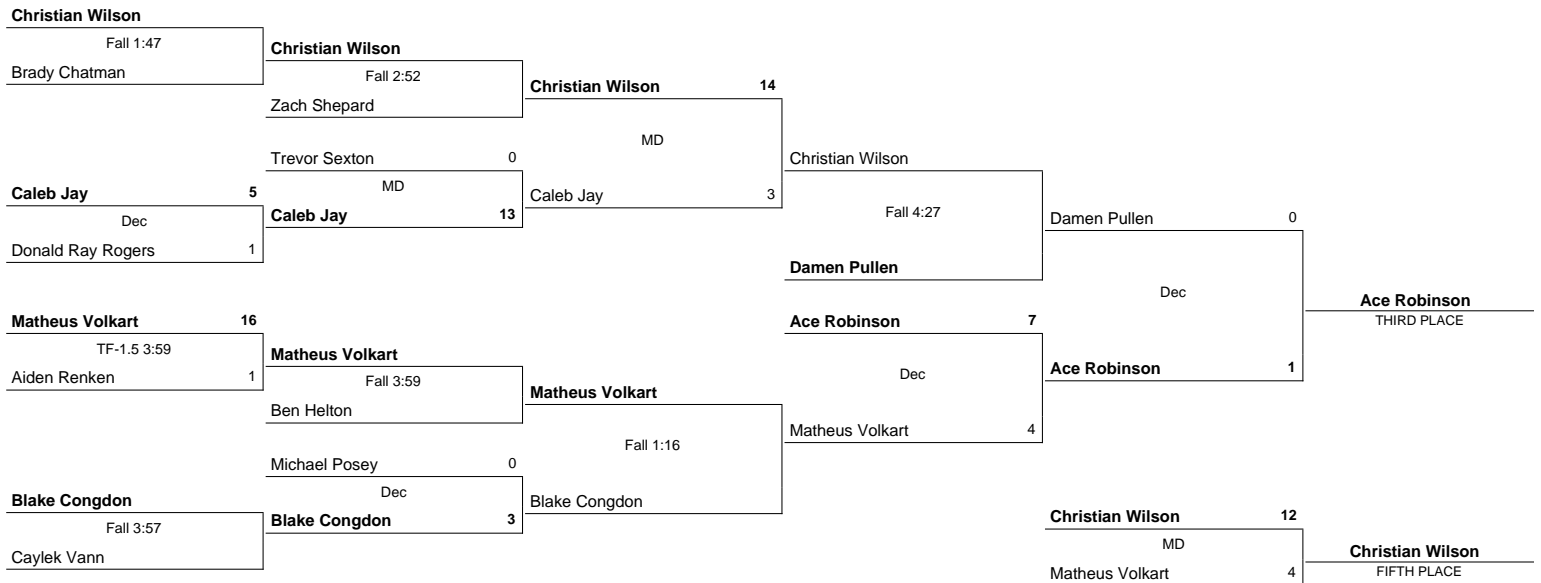 Christian Wilson
Fall 1:47
Brady Chatman
Caleb Jay 5
Dec
Donald Ray Rogers 1
Matheus Volkart 16
TF-1.5 3:59
Aiden Renken 1
Blake Congdon
Fall 3:57
Caylek Vann
Christian Wilson
Fall 2:52
Zach Shepard
Trevor Sexton 0
MD
Caleb Jay 13
Matheus Volkart
Fall 3:59
Ben Helton
Michael Posey 0
Dec
Blake Congdon 3
Christian Wilson 14
MD
Caleb Jay 3
Matheus Volkart
Fall 1:16
Blake Congdon
Christian Wilson
Fall 4:27
Damen Pullen
Ace Robinson 7
Dec
Matheus Volkart 4
Damen Pullen 0
Dec
Ace Robinson 1
Ace Robinson
THIRD PLACE
Christian Wilson 12
MD
Matheus Volkart 4
Christian Wilson
FIFTH PLACE